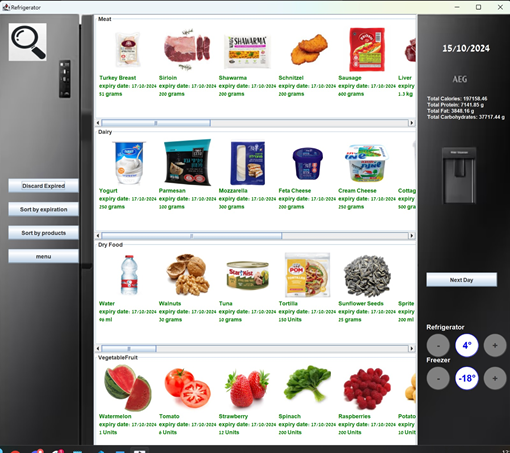 Refrigerator
Meat
Turkey Breast
expiry date: 17/10/2024
51 grams
Sirloin
expiry date: 17/10/2024
200 grams
Shawarma
expiry date: 17/10/2024
200 grams
Schnitzel
expiry date: 17/10/2024
200 grams
Sausage
expiry date: 17/10/2024
600 grams
Liver
expiry
1.3 kg
Dairy
Yogurt
expiry date: 17/10/2024
250 grams
Parmesan
expiry date: 17/10/2024
100 grams
Mozzarella
expiry date: 17/10/2024
300 grams
Feta Cheese
expiry date: 17/10/2024
200 grams
Cream Cheese
expiry date: 17/10/2024
250 grams
Cottag
expiry
500 gra
Dry Food
Water
expiry date: 17/10/2024
96 ml
Walnuts
expiry date: 17/10/2024
30 grams
Tuna
expiry date: 17/10/2024
10 grams
Tortilla
expiry date: 17/10/2024
150 Units
Sunflower Seeds
expiry date: 17/10/2024
25 grams
Sprite
expiry
200 ml
VegetableFruit
Watermelon
expiry date: 17/10/2024
1 Units
Tomato
expiry date: 17/10/2024
6 Units
Strawberry
expiry date: 17/10/2024
12 Units
Spinach
expiry date: 17/10/2024
200 Units
Raspberries
expiry date: 17/10/2024
200 Units
Potato
expiry
10 Unit
Discard Expired
Sort by expiration
Sort by products
menu
15/10/2024
AEG
Total Calories: 197158.46
Total Protein: 7141.85 g
Total Fat: 3848.16 g
Total Carbohydrates: 37717.44 g
Next Day
Refrigerator
- 4° +
Freezer
- -18° +
SHAWARMA
POM